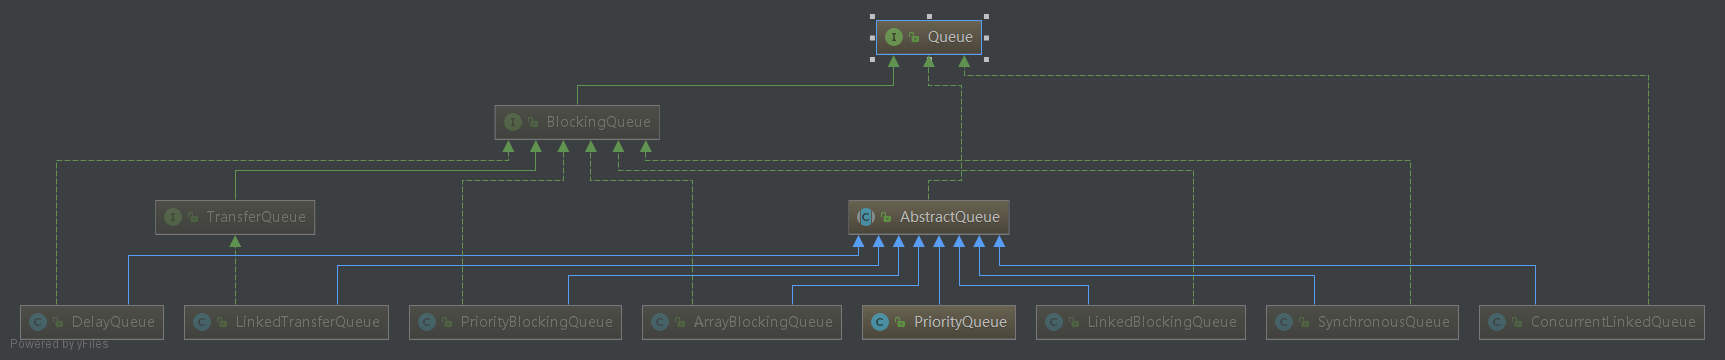 Queue
BlockingQueue
TransferQueue
AbstractQueue
DelayQueue
LinkedTransferQueue
PriorityBlockingQueue
ArrayBlockingQueue
PriorityQueue
LinkedBlockingQueue
SynchronousQueue
ConcurrentLinkedQueue
Powered by yFiles